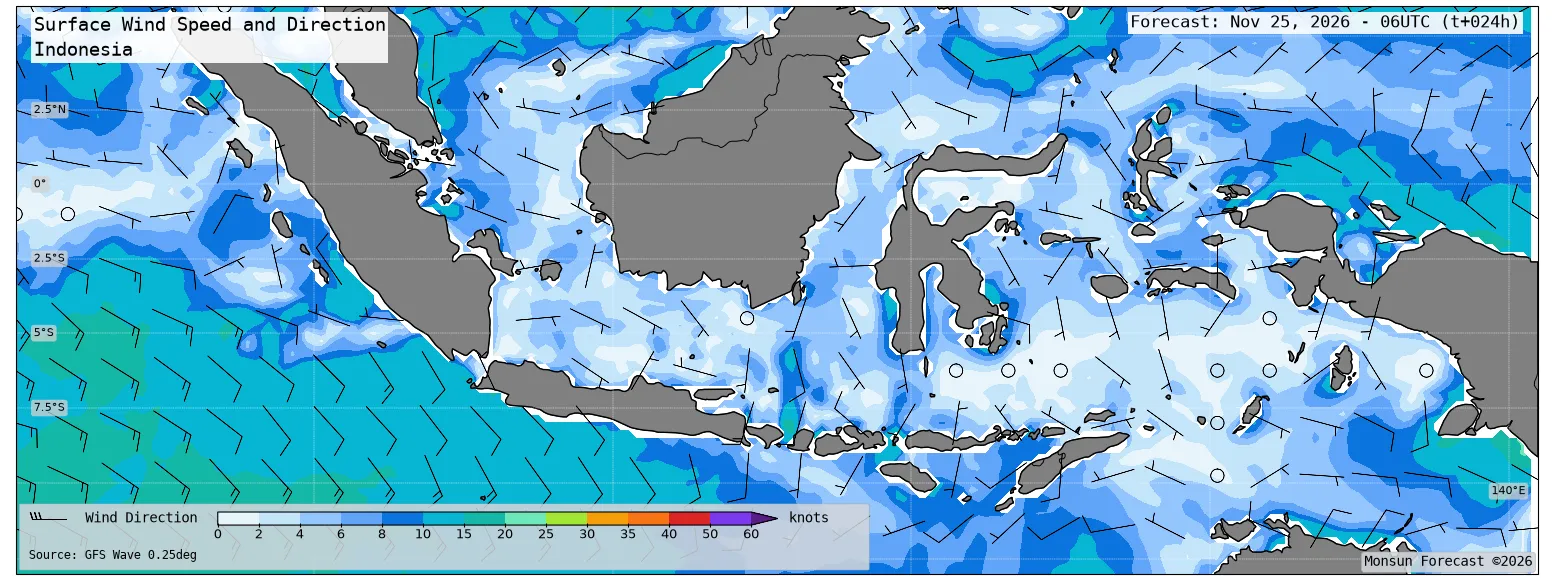 Surface Wind Speed and Direction
Indonesia
Forecast: Nov 25, 2026 - 06UTC (t+024h)
2.5°N
0°
2.5°S
5°S
7.5°S
140°E
Wind Direction
0 2 4 6 8 10 15 20 25 30 35 40 50 60
knots
Source: GFS Wave 0.25deg
Monsun Forecast ©2026